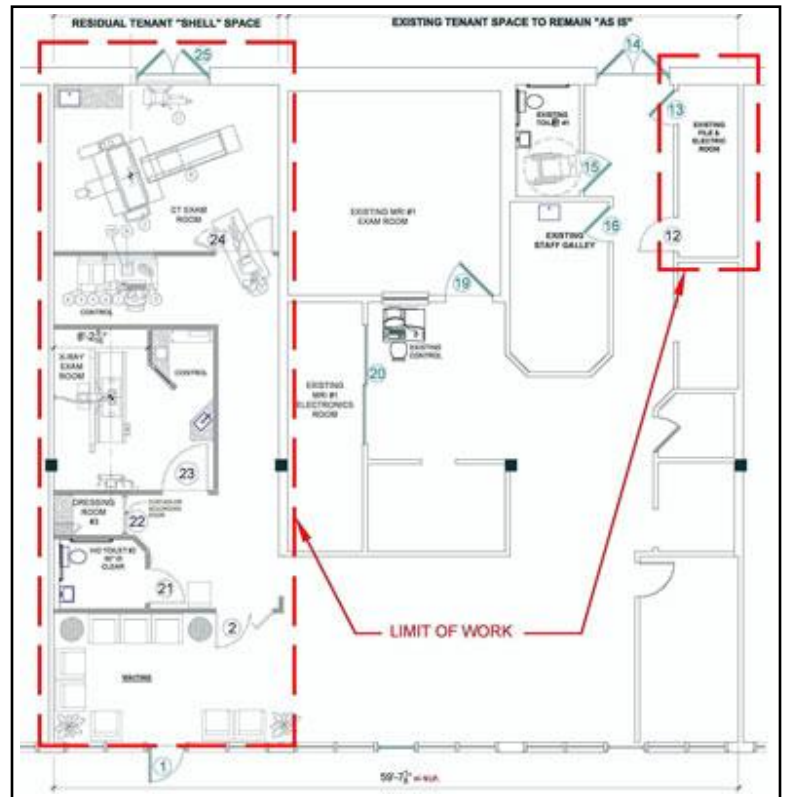 RESIDUAL TENANT "SHELL" SPACE
EXISTING TENANT SPACE TO REMAIN "AS IS"
25
14
13
EXISTING
FILE &
ELECTRIC
ROOM
EXISTING
TOILET #1
15
CT EXAM
ROOM
24
EXISTING MRI #1
EXAM ROOM
16
EXISTING
STAFF GALLEY
12
19
CONTROL
EXISTING
CONTROL
20
X-RAY
EXAM
ROOM
CONTROL
EXISTING
MRI #1
ELECTRONICS
ROOM
23
DRESSING
ROOM
#3
22
CLEAR
21
2
LIMIT OF WORK
WAITING
1